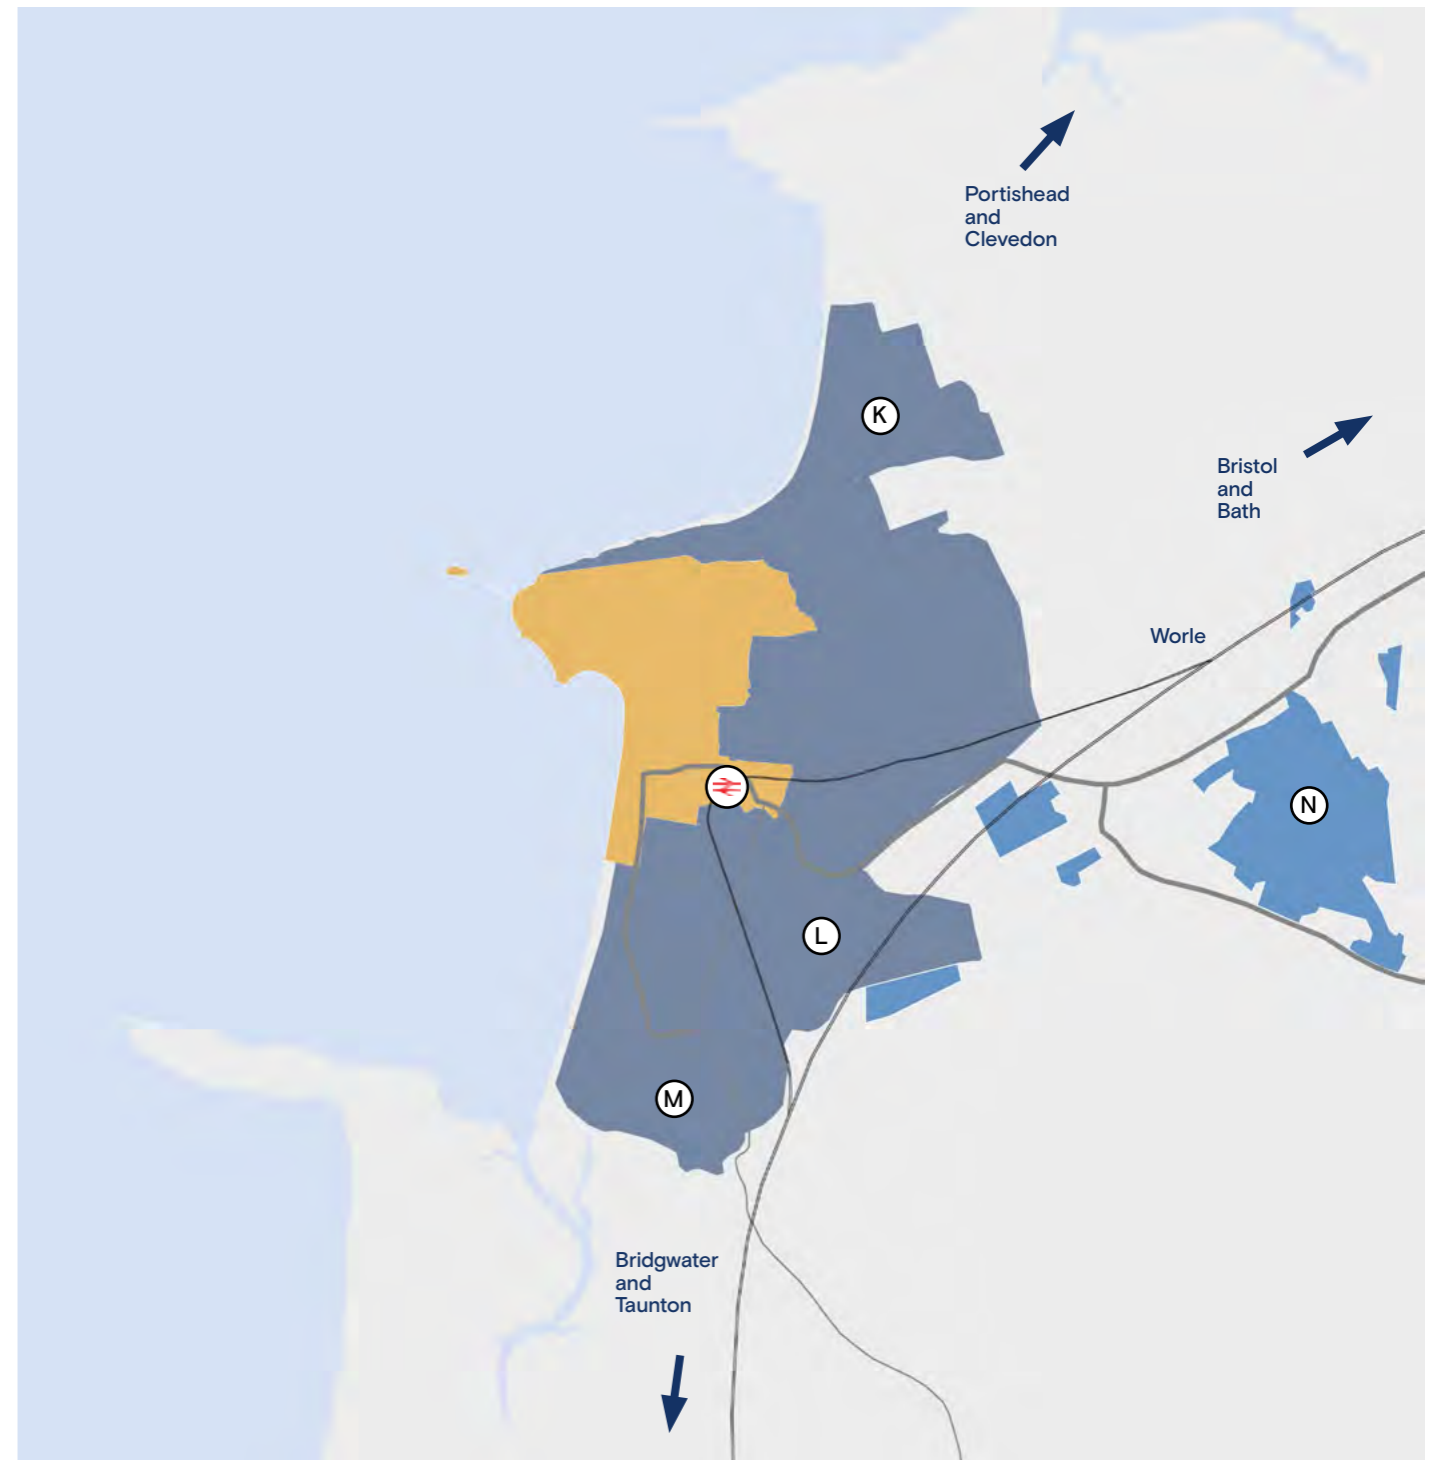 Portishead
and
Clevedon
K
Bristol
and
Bath
Worle
N
L
M
Bridgwater
and
Taunton